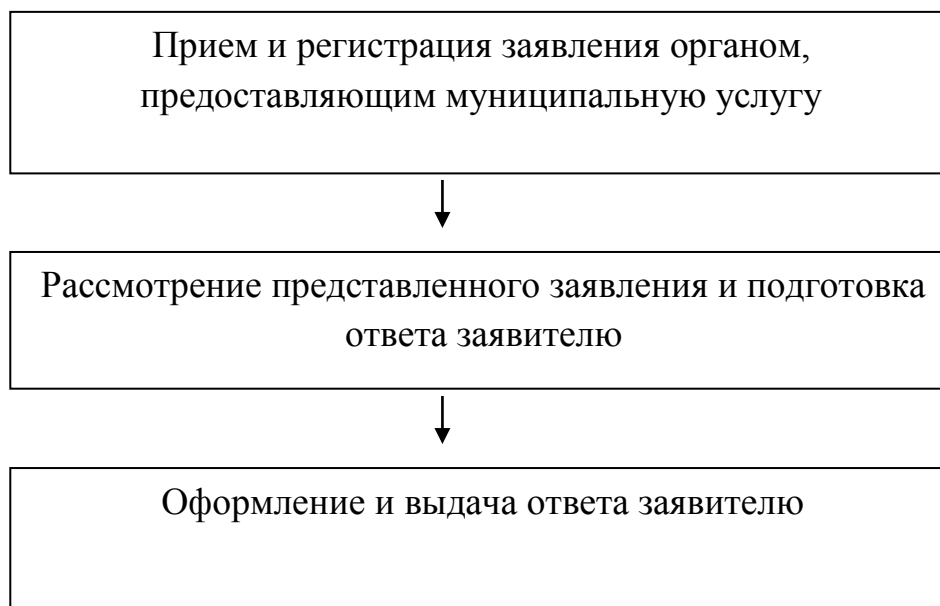 Прием и регистрация заявления органом,
предоставляющим муниципальную услугу
Рассмотрение представленного заявления и подготовка
ответа заявителю
Оформление и выдача ответа заявителю